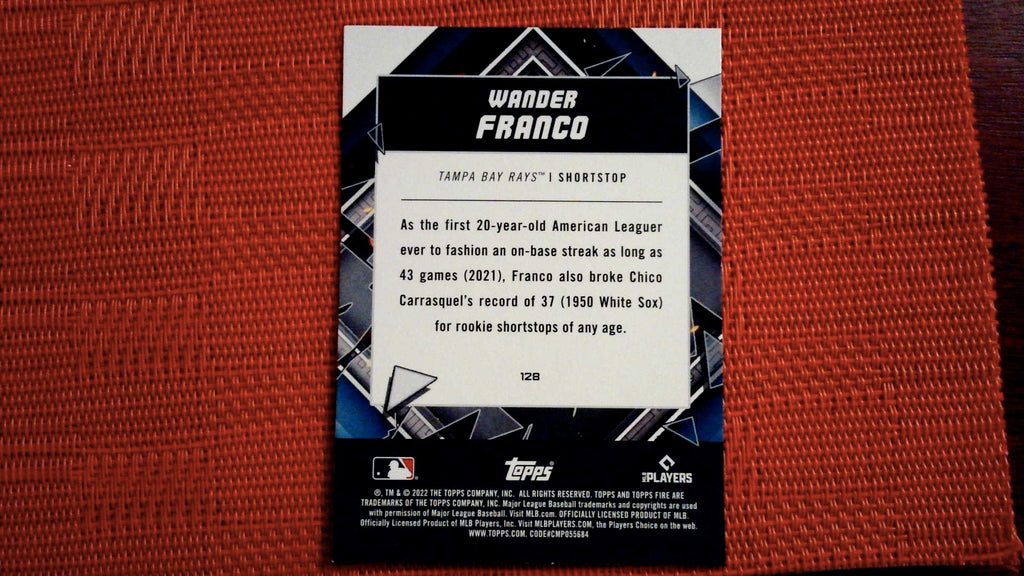 WANDER
FRANCO
TAMPA BAY RAYS™ | SHORTSTOP
As the first 20-year-old American Leaguer
ever to fashion an on-base streak as long as
43 games (2021), Franco also broke Chico
Carrasquel's record of 37 (1950 White Sox)
for rookie shortstops of any age.
128
Topps®
MLB PLAYERS
®, TM & © 2022 THE TOPPS COMPANY, INC. ALL RIGHTS RESERVED. TOPPS AND TOPPS FIRE ARE
TRADEMARKS OF THE TOPPS COMPANY, INC. Major League Baseball trademarks and copyrights are used
with permission of Major League Baseball. Visit MLB.com. OFFICIALLY LICENSED PRODUCT OF MLB
Officially Licensed Product of MLB Players, Inc. Visit MLBPLAYERS.COM, the Players Choice on the web.
WWW.TOPPS.COM. CODE#CMP055684